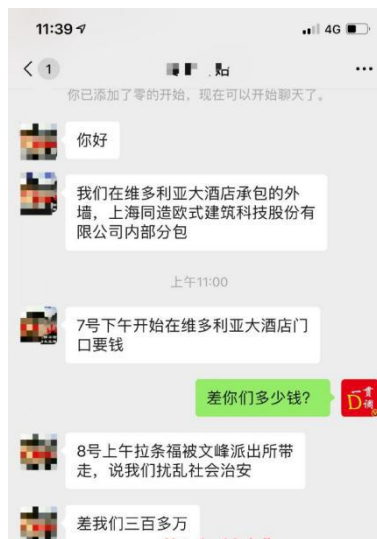 11:39
4G
1
你已添加了零的开始，现在可以开始聊天了。
你好
我们在维多利亚大酒店承包的外
墙，上海同造欧式建筑科技股份有
限公司内部分包
上午11:00
7号下午开始在维多利亚大酒店门
口要钱
差你们多少钱？
一贯
D调
8号上午拉条福被文峰派出所带
走，说我们扰乱社会治安
差我们三百多万